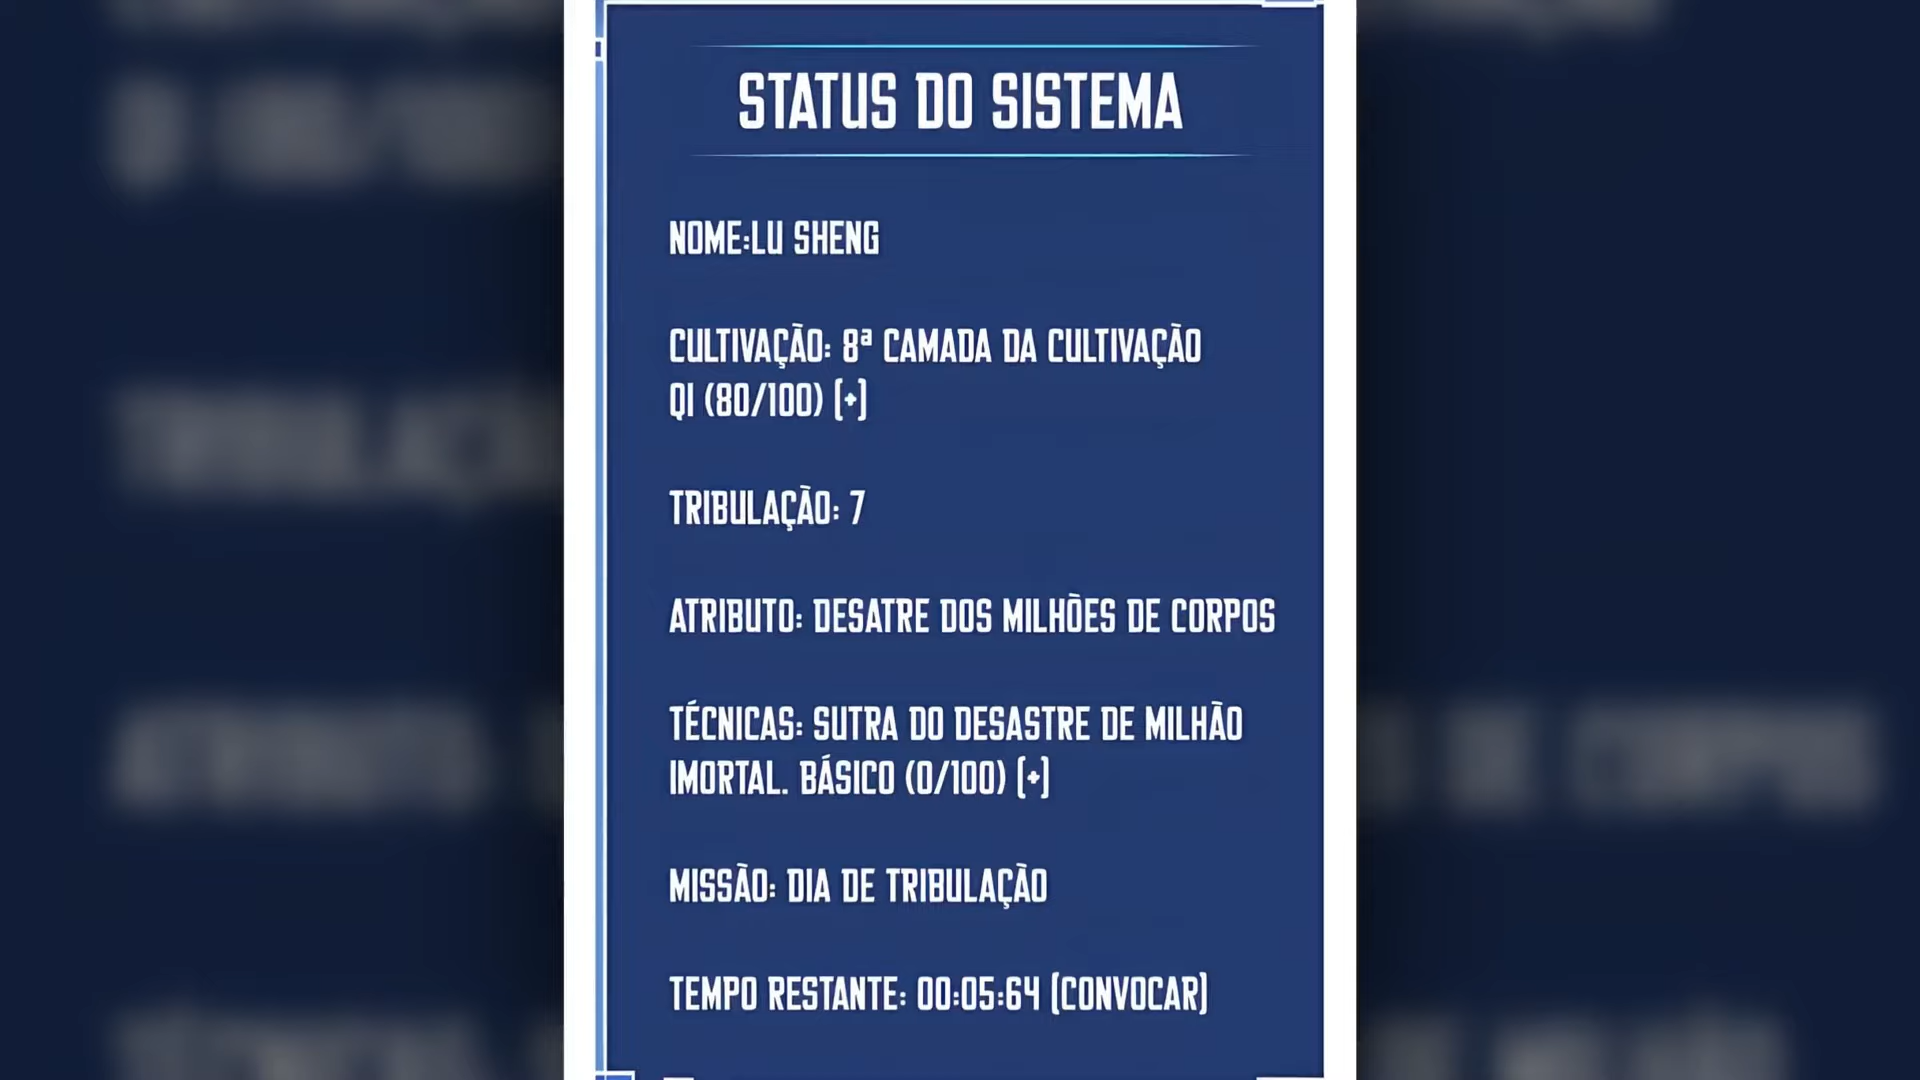 STATUS DO SISTEMA
NOME:LU SHENG
CULTIVAÇÃO: 8ª CAMADA DA CULTIVAÇÃO
QI (80/100) [+]
TRIBULAÇÃO: 7
ATRIBUTO: DESATRE DOS MILHÕES DE CORPOS
TÉCNICAS: SUTRA DO DESASTRE DE MILHÃO
IMORTAL. BÁSICO (0/100) [+]
MISSÃO: DIA DE TRIBULAÇÃO
TEMPO RESTANTE: 00:05:64 [CONVOCAR]